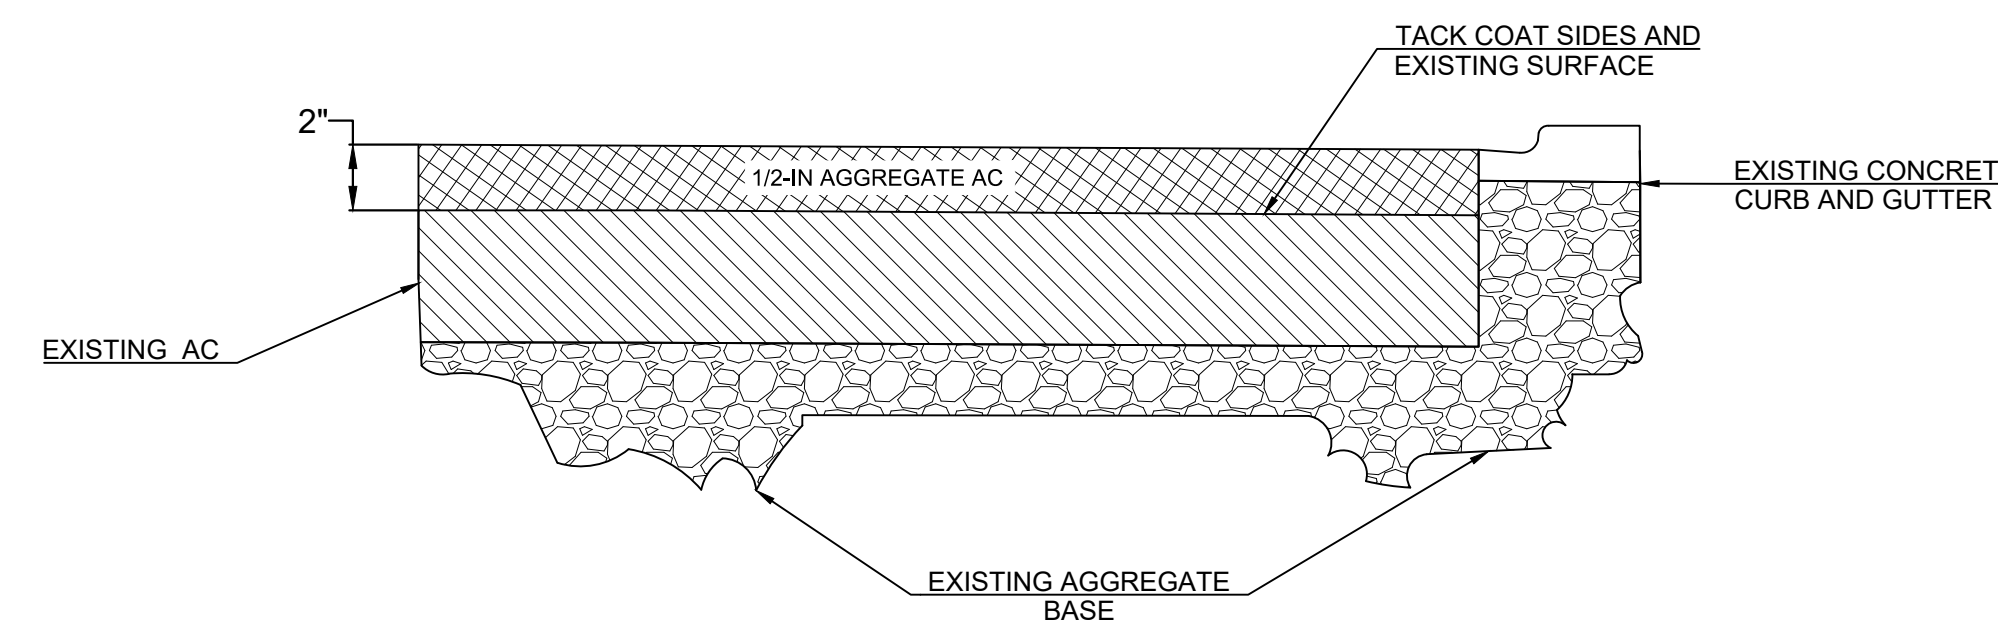 TACK COAT SIDES AND
EXISTING SURFACE
2"
1/2-IN AGGREGATE AC
EXISTING CONCRET
CURB AND GUTTER
EXISTING AC
EXISTING AGGREGATE
BASE